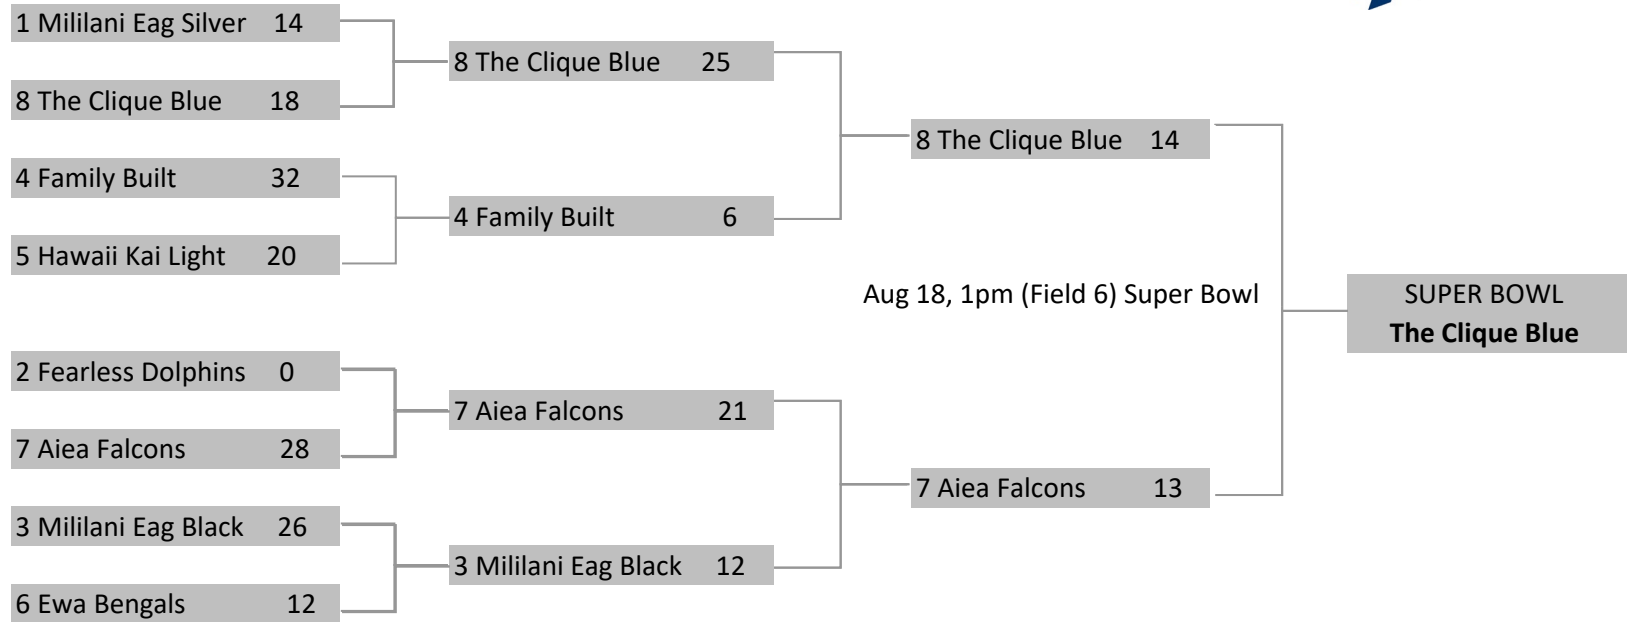 1 Mililani Eag Silver 14
8 The Clique Blue 18
4 Family Built 32
5 Hawaii Kai Light 20
2 Fearless Dolphins 0
7 Aiea Falcons 28
3 Mililani Eag Black 26
6 Ewa Bengals 12
8 The Clique Blue 25
4 Family Built 6
7 Aiea Falcons 21
3 Mililani Eag Black 12
8 The Clique Blue 14
Aug 18, 1pm (Field 6) Super Bowl
7 Aiea Falcons 13
SUPER BOWL
The Clique Blue